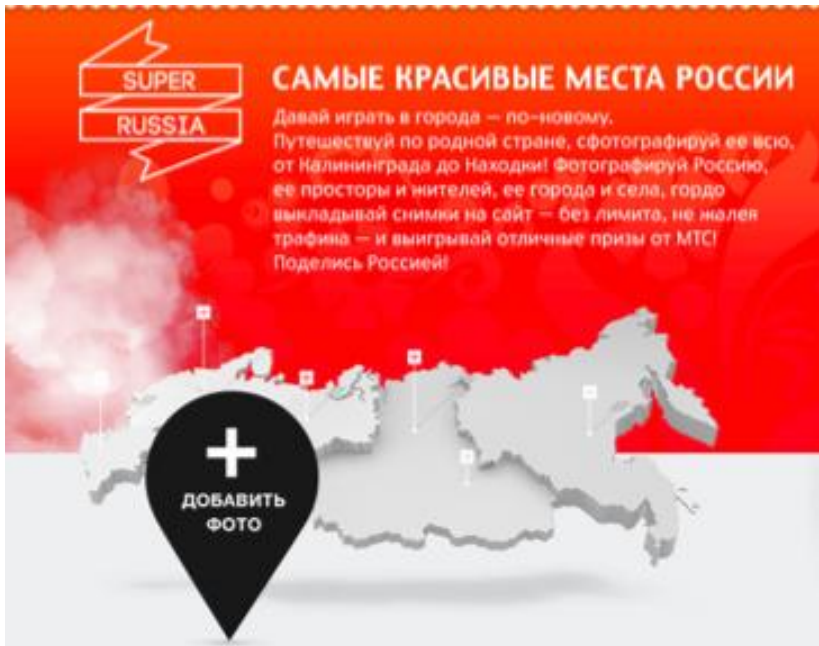 SUPER
RUSSIA
САМЫЕ КРАСИВЫЕ МЕСТА РОССИИ
Давай играть в города — по-новому.
Путешествуй по родной стране, сфотографируй ее всю,
от Калининграда до Находки! Фотографируй Россию,
ее просторы и жителей, ее города и села, гордо
выкладывай снимки на сайт — без лимита, не жалея
трафика — и выигрывай отличные призы от МТС!
Поделись Россией!
ДОБАВИТЬ
ФОТО